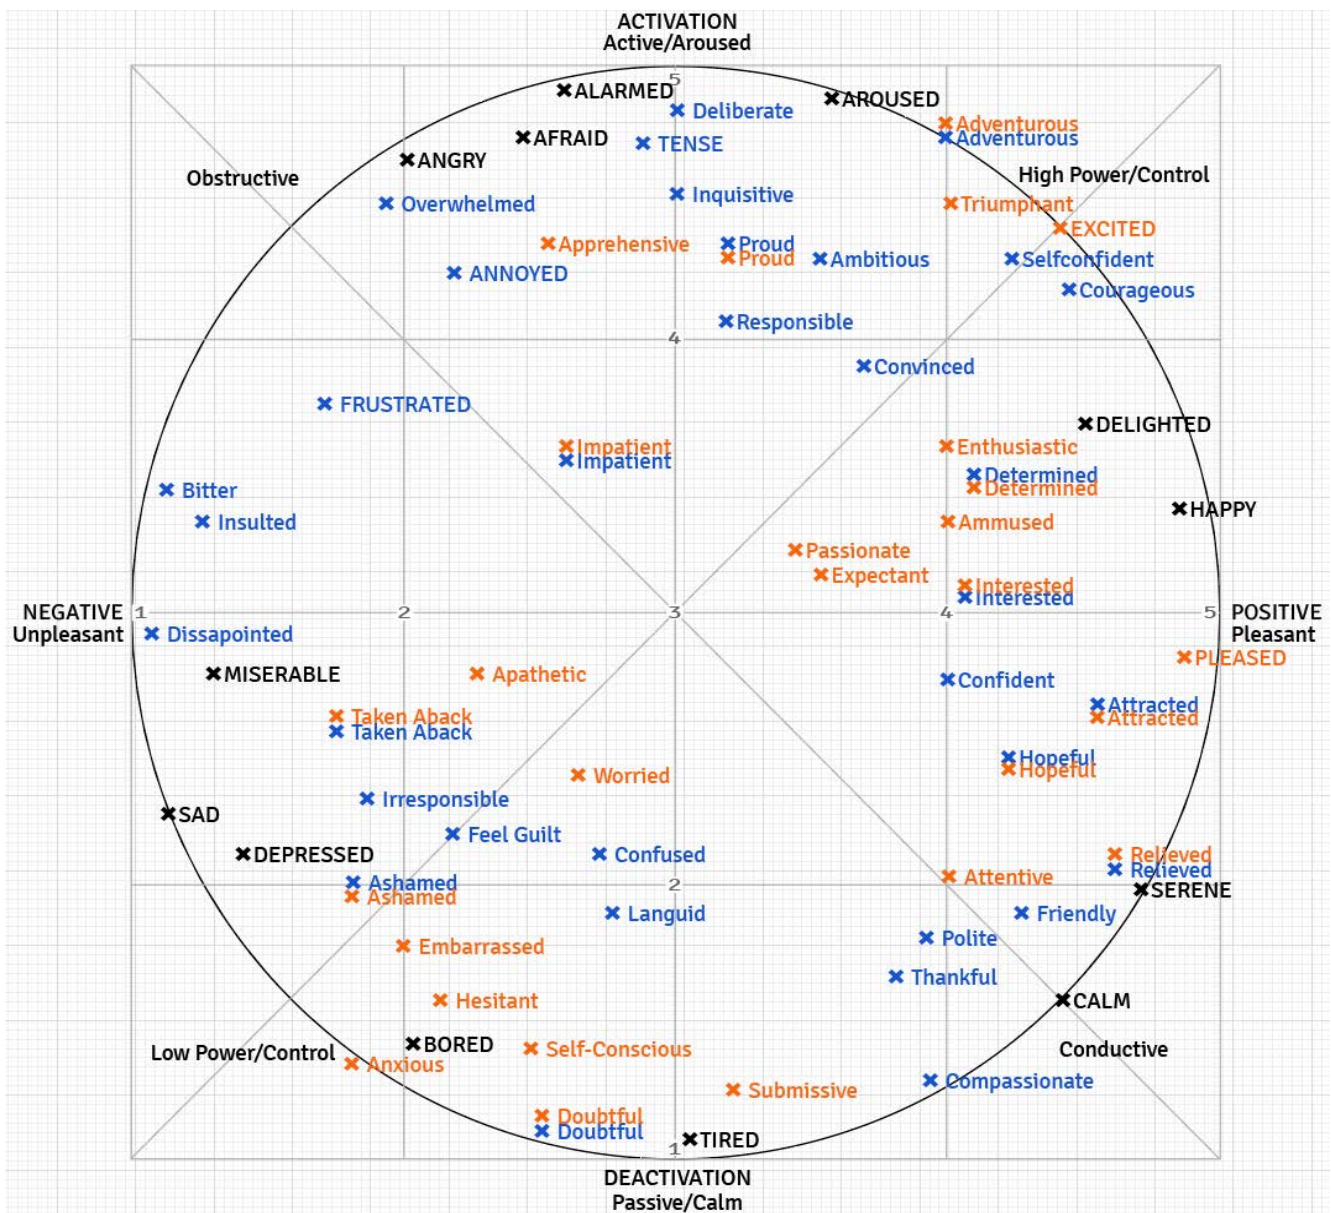 ACTIVATION
Active/Aroused
5
ALARMED
AROUSED
Deliberate
Adventurous
AFRAID
Adventurous
TENSE
ANGRY
High Power/Control
Obstructive
Inquisitive
Overwhelmed
Triumphant
EXCITED
Apprehensive
Proud
Proud
Ambitious
Selfconfident
ANNOYED
Courageous
Responsible
4
Convinced
FRUSTRATED
DELIGHTED
Impatient
Enthusiastic
Impatient
Determined
Determined
Bitter
HAPPY
Insulted
Ammused
Passionate
Expectant
Interested
Interested
NEGATIVE 1 2 3 4 5 POSITIVE
Unpleasant
Dissapointed
Pleasant
PLEASED
MISERABLE
Apathetic
Confident
Attracted
Taken Aback
Attracted
Taken Aback
Hopeful
Hopeful
Worried
Irresponsible
SAD
Feel Guilt
DEPRESSED
Confused
Relieved
Relieved
Ashamed
2
Attentive
SERENE
Ashamed
Languid
Friendly
Polite
Embarrassed
Thankful
Hesitant
CALM
BORED
Self-Conscious
Low Power/Control
Conductive
Anxious
Compassionate
Submissive
Doubtful
Doubtful
TIRED
1
DEACTIVATION
Passive/Calm